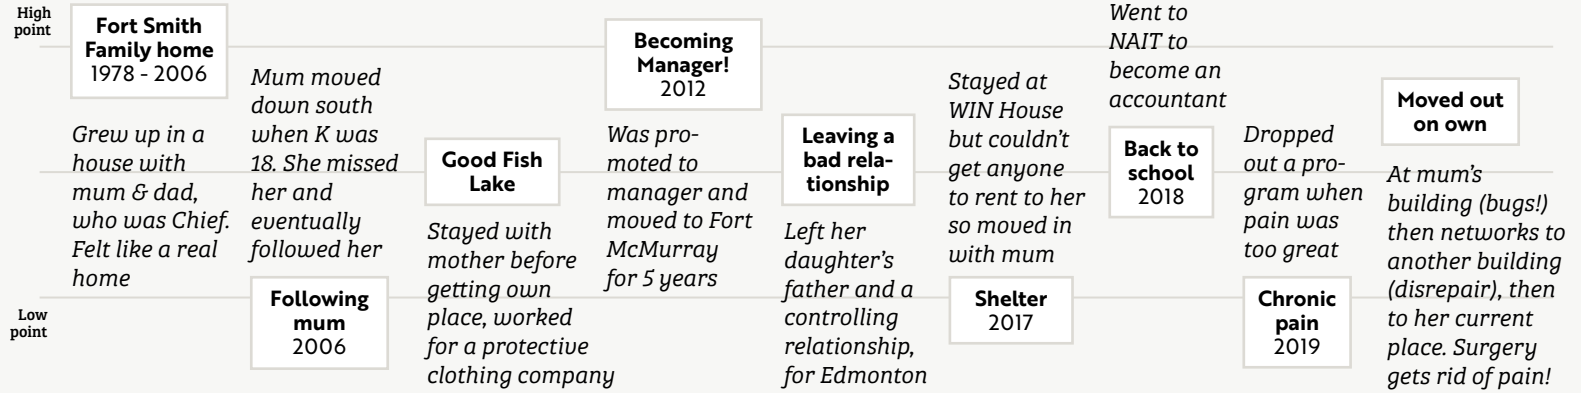 High
point
Fort Smith
Family home
1978 - 2006
Grew up in a
house with
mum & dad,
who was Chief.
Felt like a real
home
Mum moved
down south
when K was
18. She missed
her and
eventually
followed her
Following
mum
2006
Good Fish
Lake
Stayed with
mother before
getting own
place, worked
for a protective
clothing company
Becoming
Manager!
2012
Was pro-
moted to
manager and
moved to Fort
McMurray
for 5 years
Leaving a
bad rela-
tionship
Left her
daughter's
father and a
controlling
relationship,
for Edmonton
Stayed at
WIN House
but couldn't
get anyone
to rent to her
so moved in
with mum
Shelter
2017
Went to
NAIT to
become an
accountant
Back to
school
2018
Dropped
out a pro-
gram when
pain was
too great
Chronic
pain
2019
Moved out
on own
At mum's
building (bugs!)
then networks to
another building
(disrepair), then
to her current
place. Surgery
gets rid of pain!
Low
point